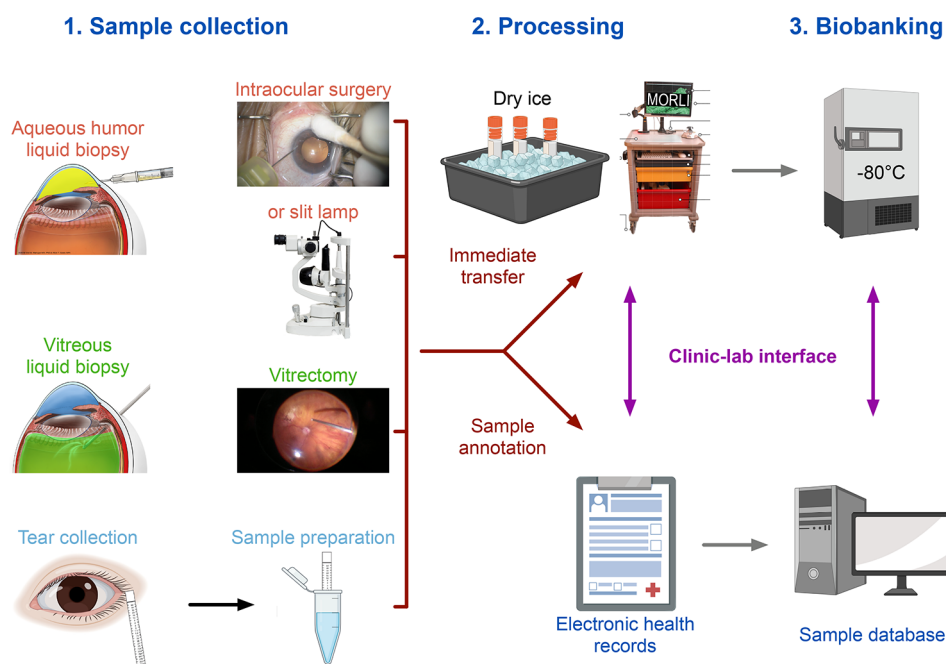 1. Sample collection
2. Processing
3. Biobanking
Intraocular surgery
Aqueous humor
liquid biopsy
or slit lamp
Dry ice
MORLI
-80°C
Immediate
transfer
Vitreous
liquid biopsy
Vitrectomy
Clinic-lab interface
Sample
annotation
Tear collection
Sample preparation
Electronic health
records
Sample database